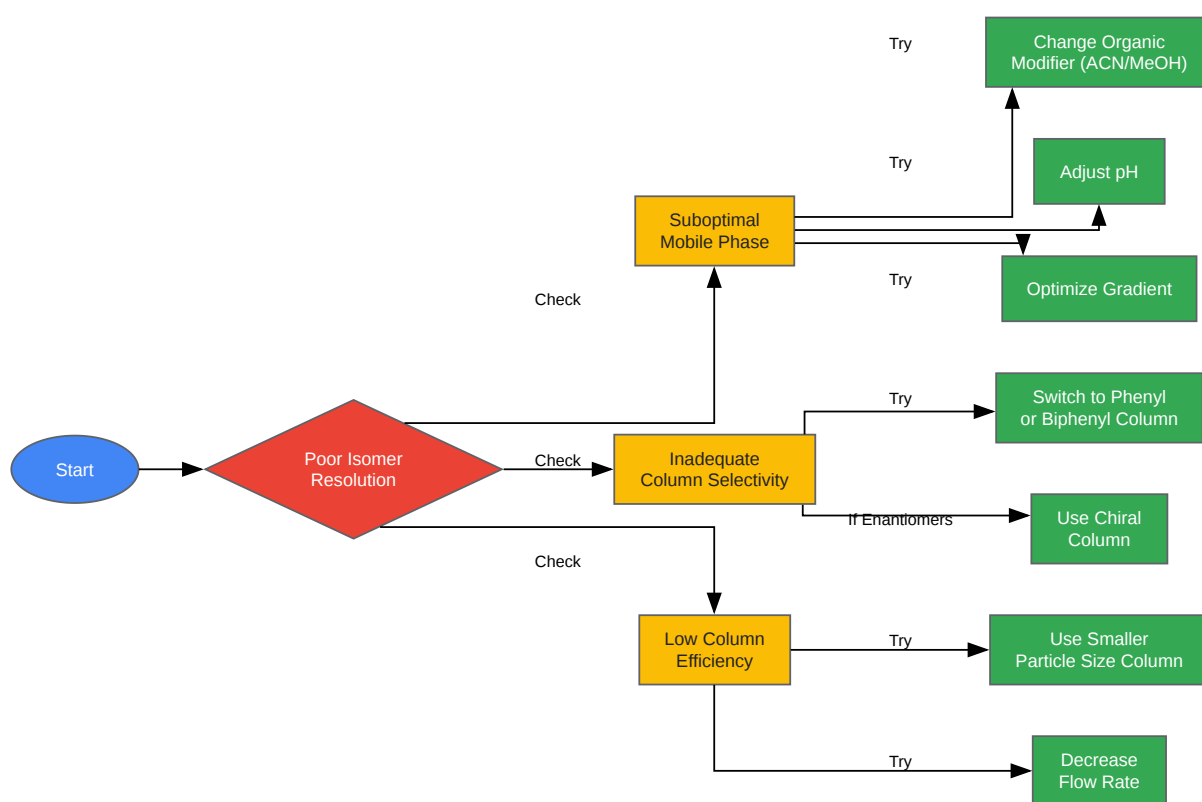 Try
Change Organic
Modifier (ACN/MeOH)
Try
Adjust pH
Suboptimal
Mobile Phase
Try
Optimize Gradient
Check
Try
Switch to Phenyl
or Biphenyl Column
Start
Poor Isomer
Resolution
Check
Inadequate
Column Selectivity
If Enantiomers
Use Chiral
Column
Check
Low Column
Efficiency
Try
Use Smaller
Particle Size Column
Try
Decrease
Flow Rate